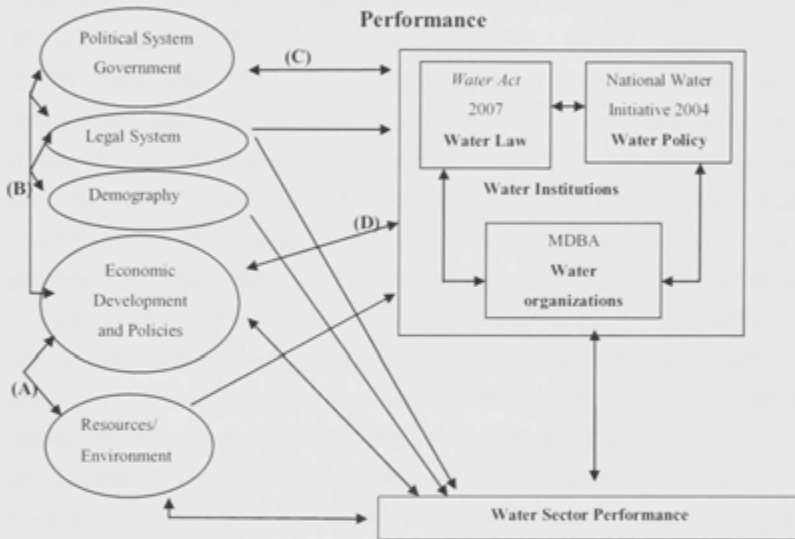 Performance
Political System
Government
(C)
Legal System
(B)
Demography
Economic
Development
and Policies
(D)
(A)
Resources/
Environment
Water Act
2007
Water Law
National Water
Initiative 2004
Water Policy
Water Institutions
MDBA
Water
organizations
Water Sector Performance